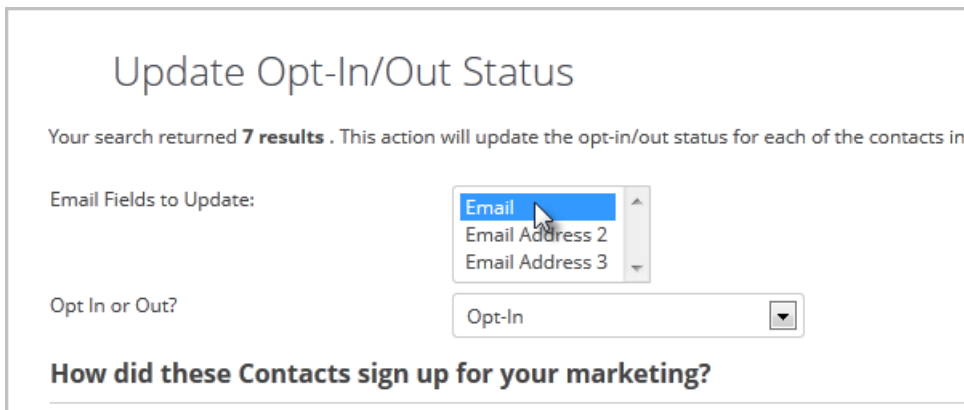 Update Opt-In/Out Status
Your search returned 7 results . This action will update the opt-in/out status for each of the contacts in
Email Fields to Update:
Email
Email Address 2
Email Address 3
Opt In or Out?
Opt-In
How did these Contacts sign up for your marketing?